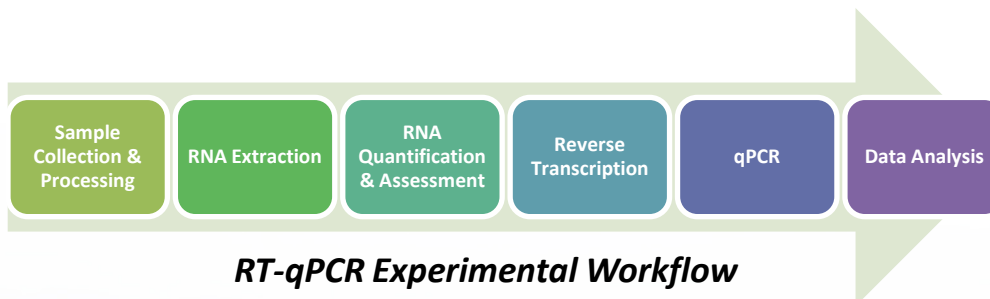 Sample
Collection &
Processing
RNA Extraction
RNA
Quantification
& Assessment
Reverse
Transcription
qPCR
Data Analysis
RT-qPCR Experimental Workflow